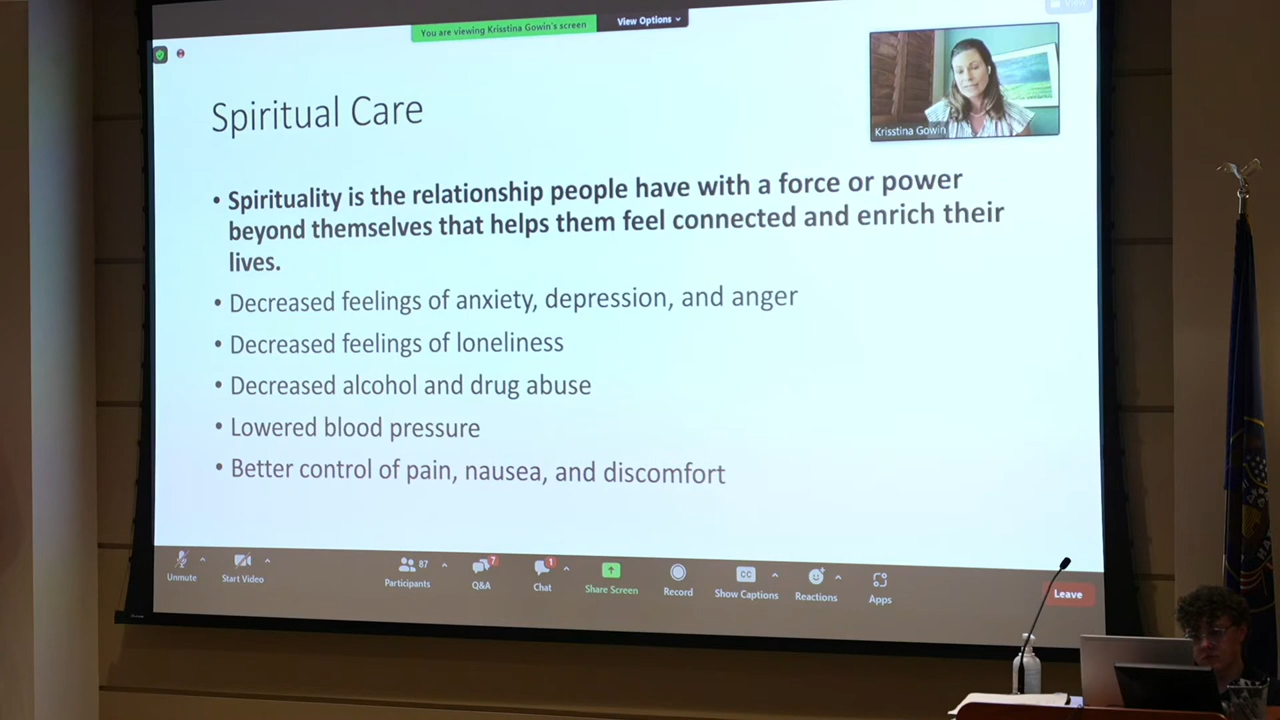 You are viewing Krisstina Gowin's screen
View Options
View
Krisstina Gowin
Spiritual Care
• Spirituality is the relationship people have with a force or power
beyond themselves that helps them feel connected and enrich their
lives.
• Decreased feelings of anxiety, depression, and anger
• Decreased feelings of loneliness
• Decreased alcohol and drug abuse
• Lowered blood pressure
• Better control of pain, nausea, and discomfort
Unmute
Start Video
87
Participants
7
Q&A
1
Chat
Share Screen
Record
CC
Show Captions
Reactions
Apps
Leave